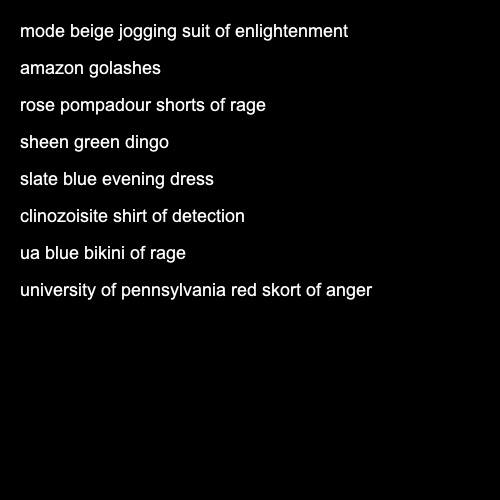 mode beige jogging suit of enlightenment
amazon golashes
rose pompadour shorts of rage
sheen green dingo
slate blue evening dress
clinozoisite shirt of detection
ua blue bikini of rage
university of pennsylvania red skort of anger